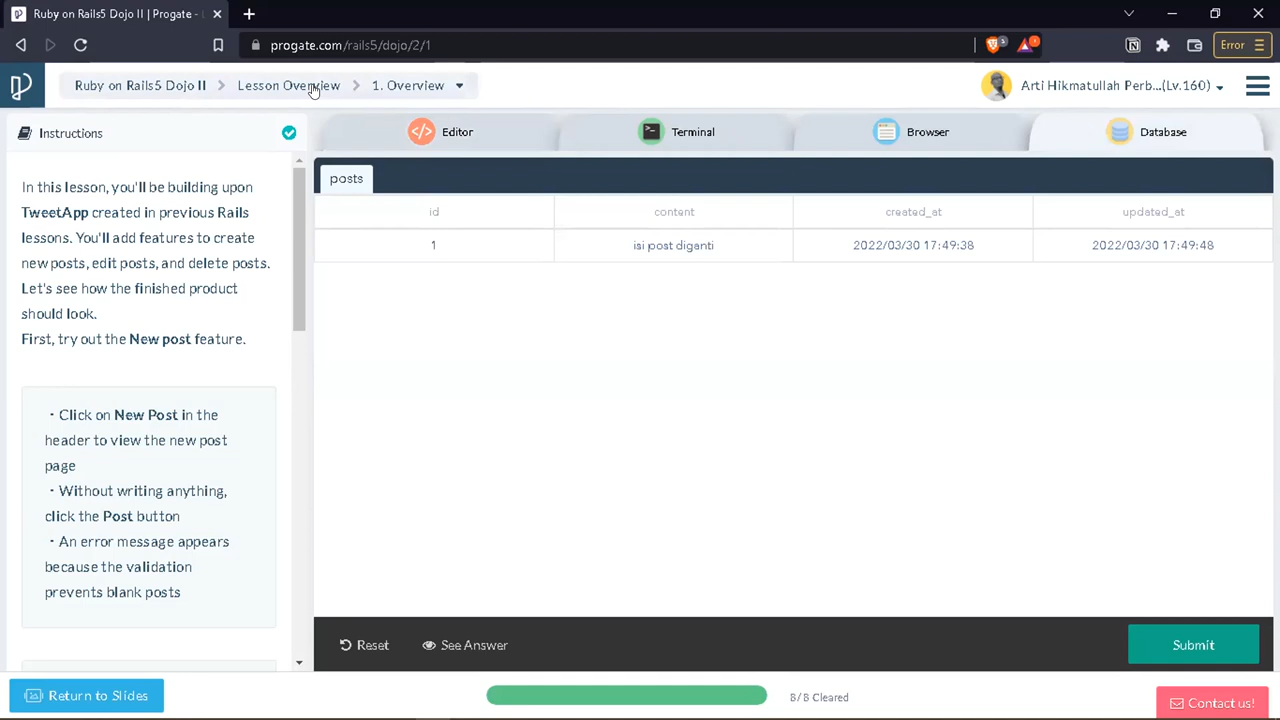 Ruby on Rails5 Dojo II | Progate - 
progate.com/rails5/dojo/2/1
Error
Ruby on Rails5 Dojo II
Lesson Overview
1. Overview
Arti Hikmatullah Perb...(Lv.160)
Instructions
Editor
Terminal
Browser
Database
In this lesson, you'll be building upon
TweetApp created in previous Rails
lessons. You'll add features to create
new posts, edit posts, and delete posts.
Let's see how the finished product
should look.
First, try out the New post feature.
・Click on New Post in the
header to view the new post
page
・Without writing anything,
click the Post button
・An error message appears
because the validation
prevents blank posts
posts
id content created_at updated_at
1 isi post diganti 2022/03/30 17:49:38 2022/03/30 17:49:48
Reset
See Answer
Submit
Return to Slides
8/8 Cleared
Contact us!